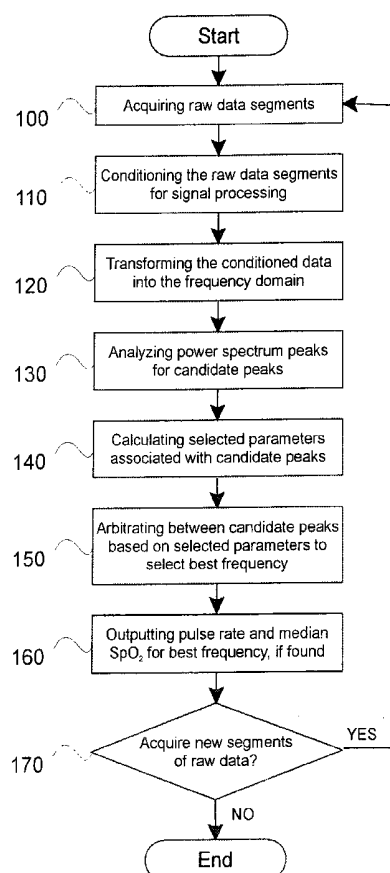 Start
100
Acquiring raw data segments
110
Conditioning the raw data segments
for signal processing
120
Transforming the conditioned data
into the frequency domain
130
Analyzing power spectrum peaks
for candidate peaks
140
Calculating selected parameters
associated with candidate peaks
150
Arbitrating between candidate peaks
based on selected parameters to
select best frequency
160
Outputting pulse rate and median
SpO₂ for best frequency, if found
170
Acquire new segments
of raw data?
YES
NO
End